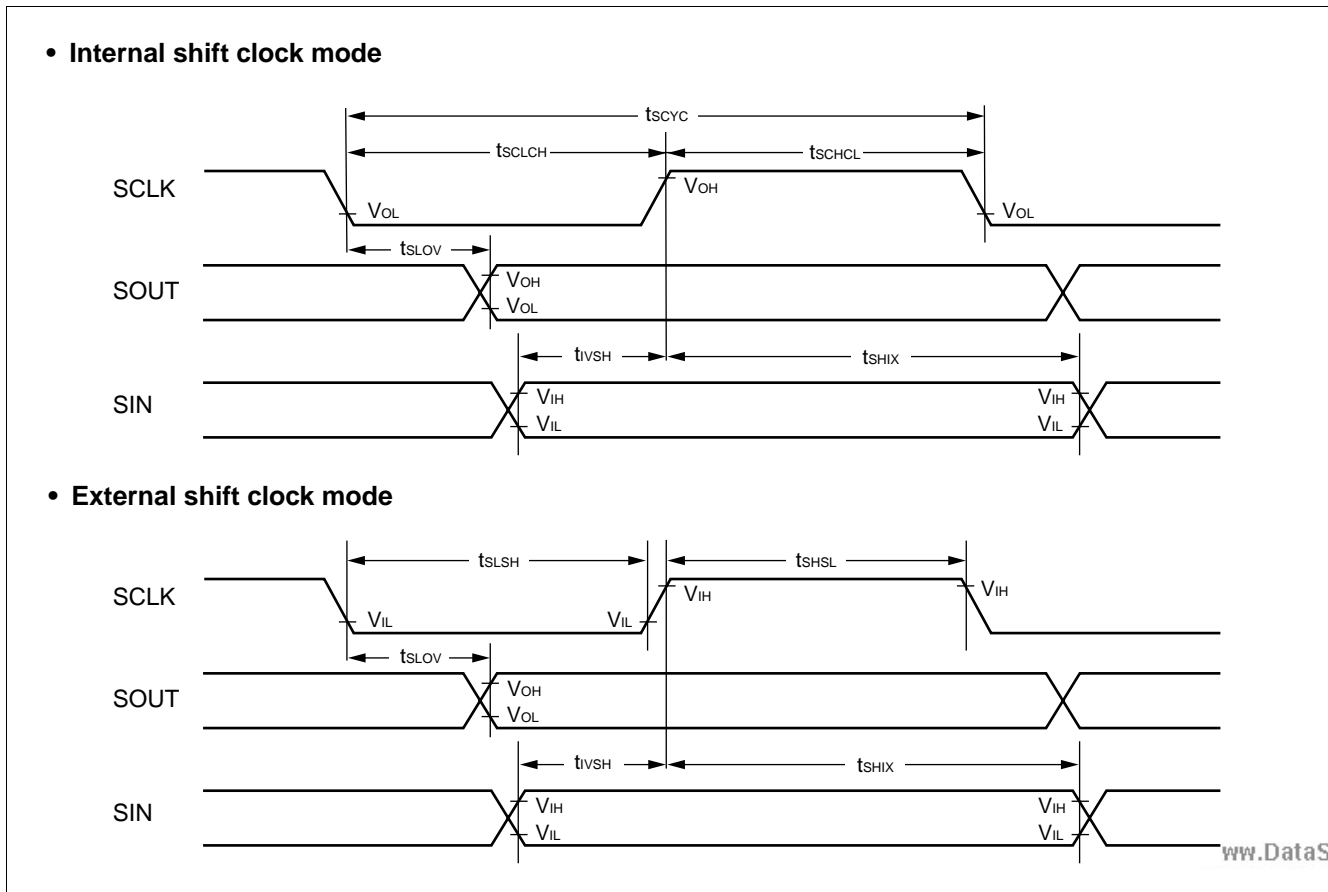 • Internal shift clock mode
tSCYC
tSCLCH tSCHCL
SCLK
VOH
VOL VOL
tSLOV
SOUT
VOH
VOL
tIVSH tSHIX
SIN
VIH VIH
VIL VIL
• External shift clock mode
tSLSH tSHSL
SCLK
VIH VIH
VIL VIL
tSLOV
SOUT
VOH
VOL
tIVSH tSHIX
SIN
VIH VIH
VIL VIL
ww.DataS